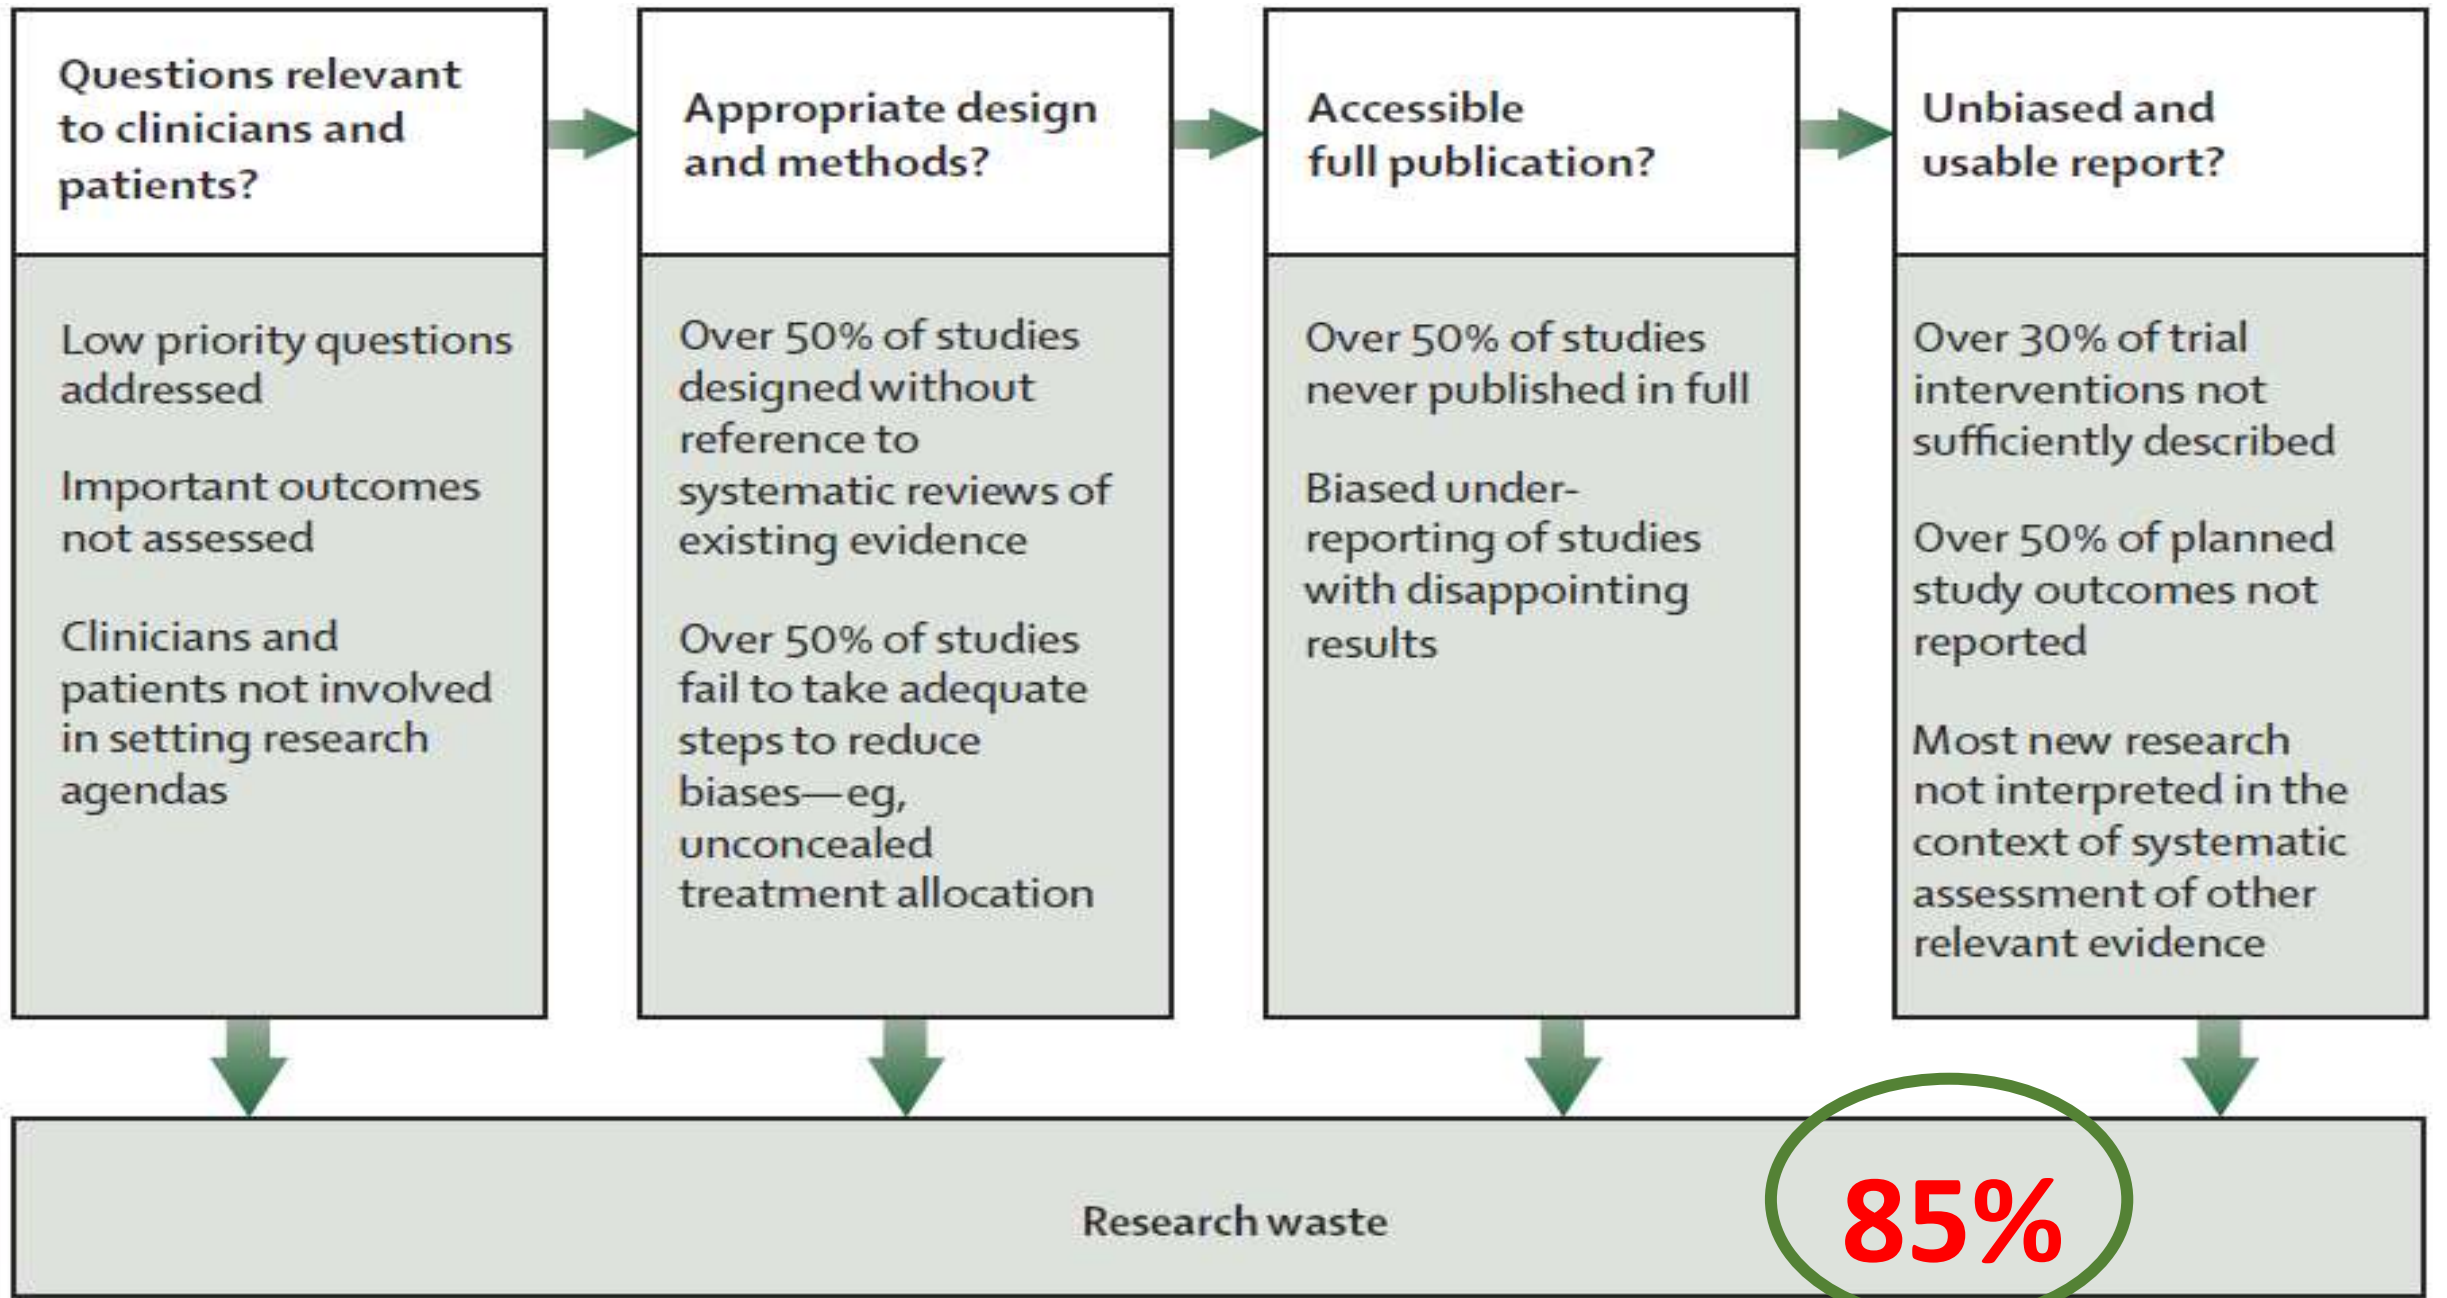 Questions relevant
to clinicians and
patients?
Low priority questions
addressed
Important outcomes
not assessed
Clinicians and
patients not involved
in setting research
agendas
Appropriate design
and methods?
Over 50% of studies
designed without
reference to
systematic reviews of
existing evidence
Over 50% of studies
fail to take adequate
steps to reduce
biases—eg,
unconcealed
treatment allocation
Accessible
full publication?
Over 50% of studies
never published in full
Biased under-
reporting of studies
with disappointing
results
Unbiased and
usable report?
Over 30% of trial
interventions not
sufficiently described
Over 50% of planned
study outcomes not
reported
Most new research
not interpreted in the
context of systematic
assessment of other
relevant evidence
Research waste
85%